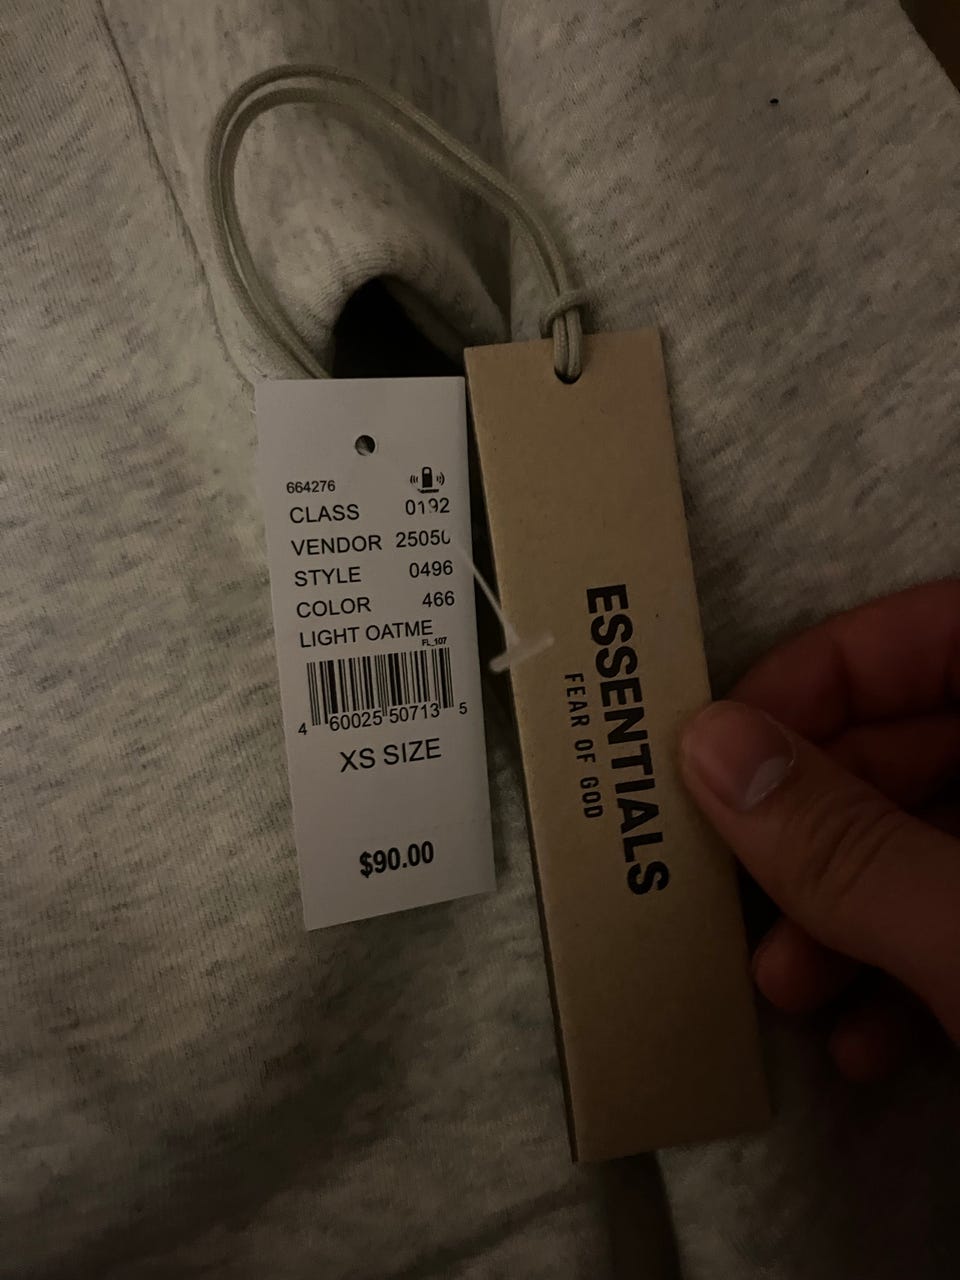 664276
CLASS 0192
VENDOR
STYLE 0496
COLOR 466
LIGHT OATME
FL_107
4 60025 50713 5
XS SIZE
$90.00
ESSENTIALS
FEAR OF GOD